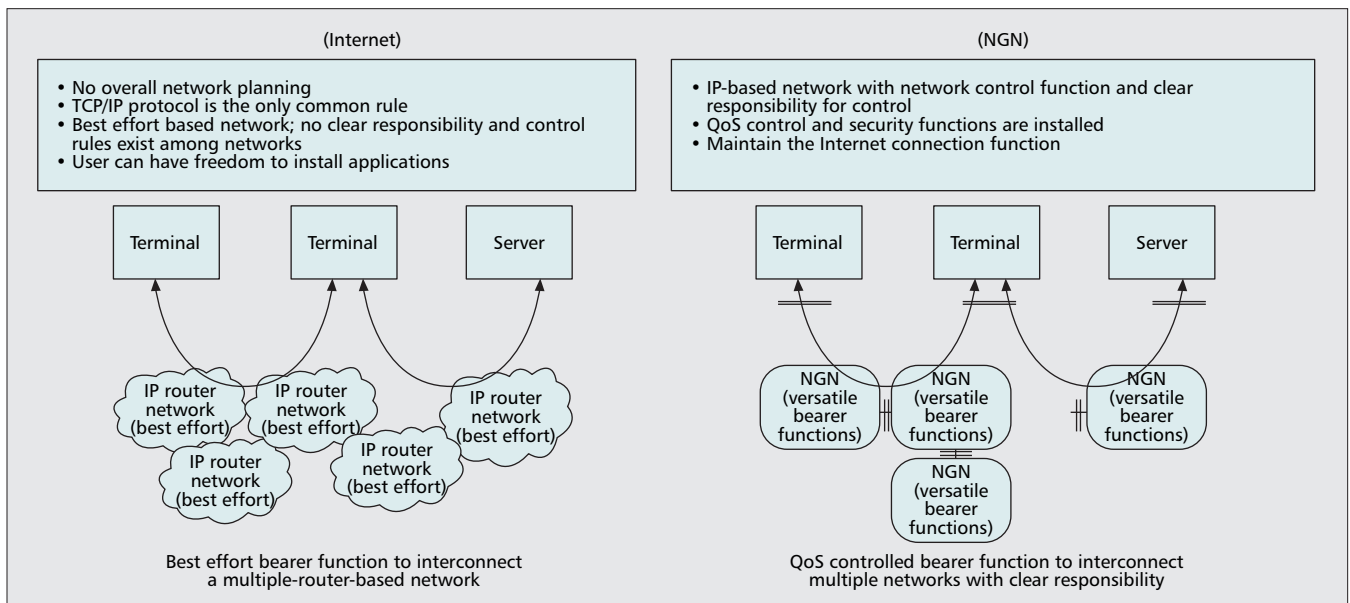 (Internet)
• No overall network planning
• TCP/IP protocol is the only common rule
• Best effort based network; no clear responsibility and control
rules exist among networks
• User can have freedom to install applications
Terminal
Terminal
Server
IP router
network
(best effort)
IP router
network
(best effort)
IP router
network
(best effort)
IP router
network
(best effort)
IP router
network
(best effort)
Best effort bearer function to interconnect
a multiple-router-based network
(NGN)
• IP-based network with network control function and clear
responsibility for control
• QoS control and security functions are installed
• Maintain the Internet connection function
Terminal
Terminal
Server
NGN
(versatile
bearer
functions)
NGN
(versatile
bearer
functions)
NGN
(versatile
bearer
functions)
NGN
(versatile
bearer
functions)
QoS controlled bearer function to interconnect
multiple networks with clear responsibility